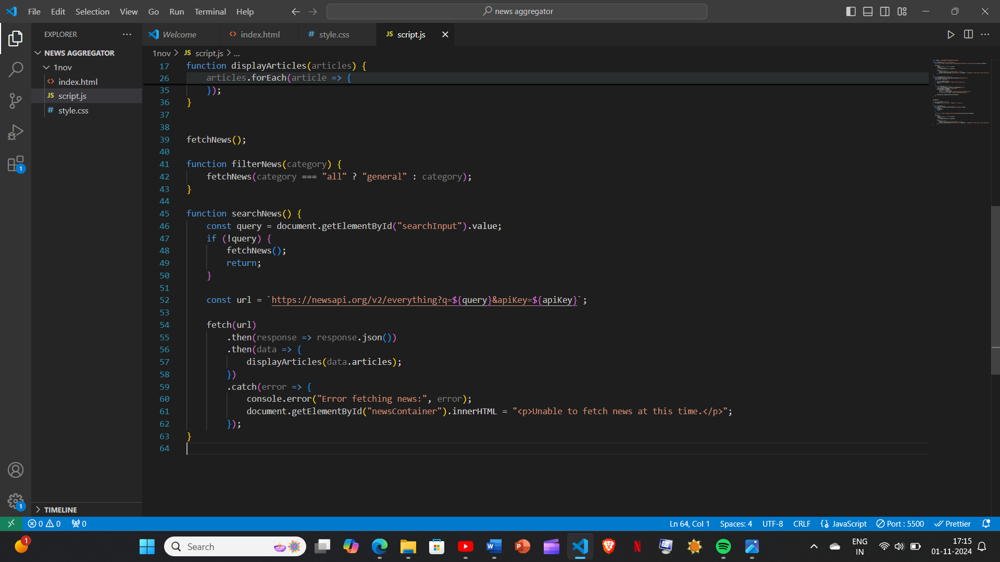 File Edit Selection View Go Run Terminal Help
news aggregator
EXPLORER
NEWS AGGREGATOR
1nov
<> index.html
JS script.js
# style.css
TIMELINE
Welcome
<> index.html
# style.css
JS script.js
1nov > JS script.js > ...
17 function displayArticles(articles) {
26 articles.forEach(article => {
35 });
36 }
37
38
39 fetchNews();
40
41 function filterNews(category) {
42 fetchNews(category === "all" ? "general" : category);
43 }
44
45 function searchNews() {
46 const query = document.getElementById("searchInput").value;
47 if (!query) {
48 fetchNews();
49 return;
50 }
51
52 const url = `https://newsapi.org/v2/everything?q=${query}&apiKey=${apiKey}`;
53
54 fetch(url)
55 .then(response => response.json())
56 .then(data => {
57 displayArticles(data.articles);
58 })
59 .catch(error => {
60 console.error("Error fetching news:", error);
61 document.getElementById("newsContainer").innerHTML = "<p>Unable to fetch news at this time.</p>";
62 });
63 }
64
1
1
0 0 0
Ln 64, Col 1 Spaces: 4 UTF-8 CRLF {} JavaScript Port : 5500 Prettier
1
Search
ENG
IN
17:15
01-11-2024